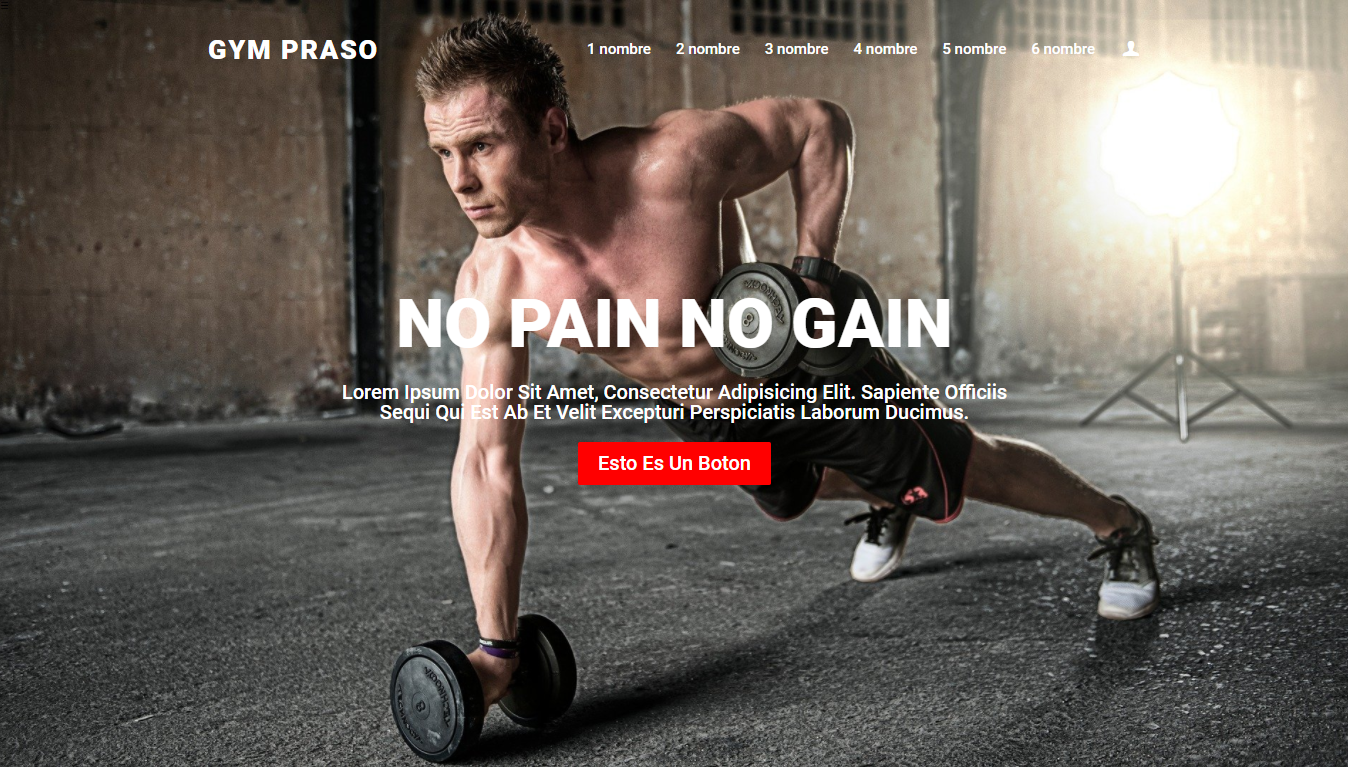 GYM PRASO
1 nombre 2 nombre 3 nombre 4 nombre 5 nombre 6 nombre
NO PAIN NO GAIN
Lorem Ipsum Dolor Sit Amet, Consectetur Adipisicing Elit. Sapiente Officiis
Sequi Qui Est Ab Et Velit Excepturi Perspiciatis Laborum Ducimus.
Esto Es Un Boton
8
8